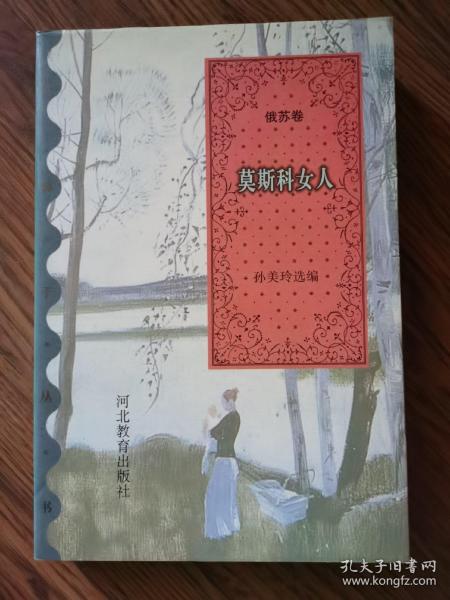 俄苏卷
莫斯科女人
孙美玲选编
河北教育出版社
丛
书
孔夫子旧书网
www.kongfz.com